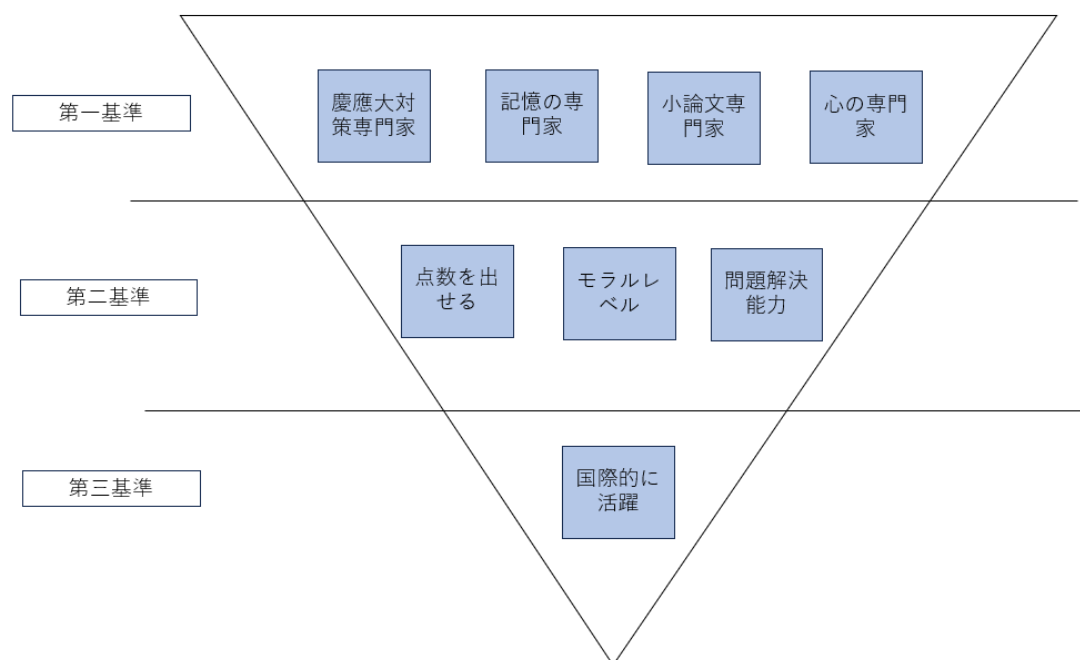 第一基準
慶應大対
策専門家
記憶の専
門家
小論文専
門家
心の専門
家
第二基準
点数を出
せる
モラルレ
ベル
問題解決
能力
第三基準
国際的に
活躍